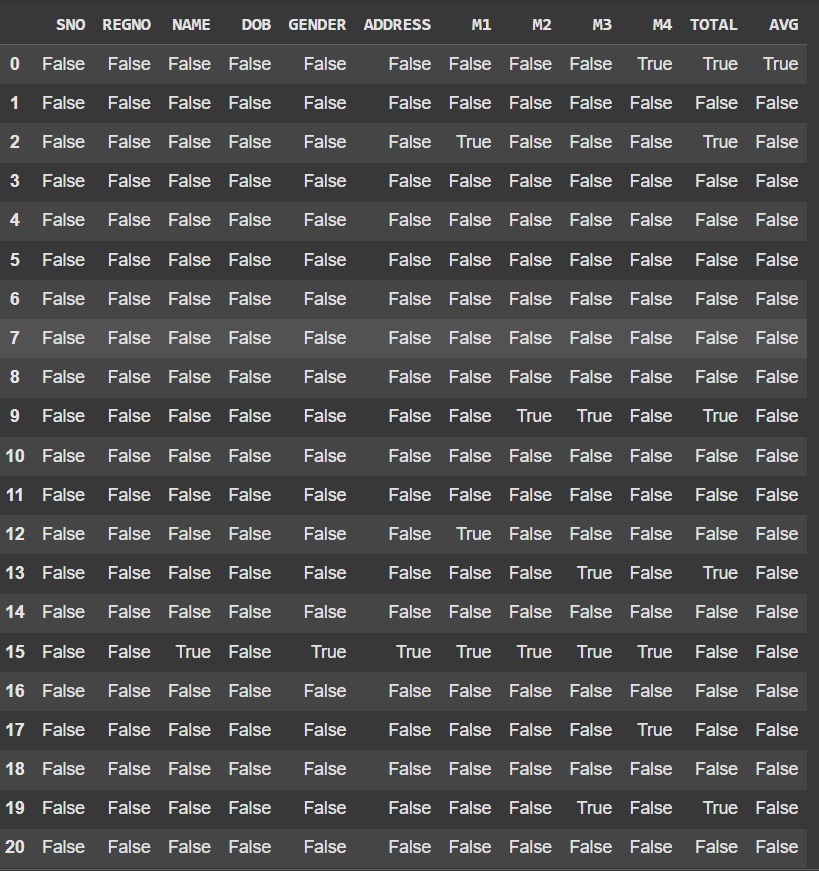 SNO REGNO NAME DOB GENDER ADDRESS M1 M2 M3 M4 TOTAL AVG
0 False False False False False False False False False True True True
1 False False False False False False False False False False False False
2 False False False False False False True False False False True False
3 False False False False False False False False False False False False
4 False False False False False False False False False False False False
5 False False False False False False False False False False False False
6 False False False False False False False False False False False False
7 False False False False False False False False False False False False
8 False False False False False False False False False False False False
9 False False False False False False False True True False True False
10 False False False False False False False False False False False False
11 False False False False False False False False False False False False
12 False False False False False False True False False False False False
13 False False False False False False False False True False True False
14 False False False False False False False False False False False False
15 False False True False True True True True True True False False
16 False False False False False False False False False False False False
17 False False False False False False False False False True False False
18 False False False False False False False False False False False False
19 False False False False False False False False True False True False
20 False False False False False False False False False False False False